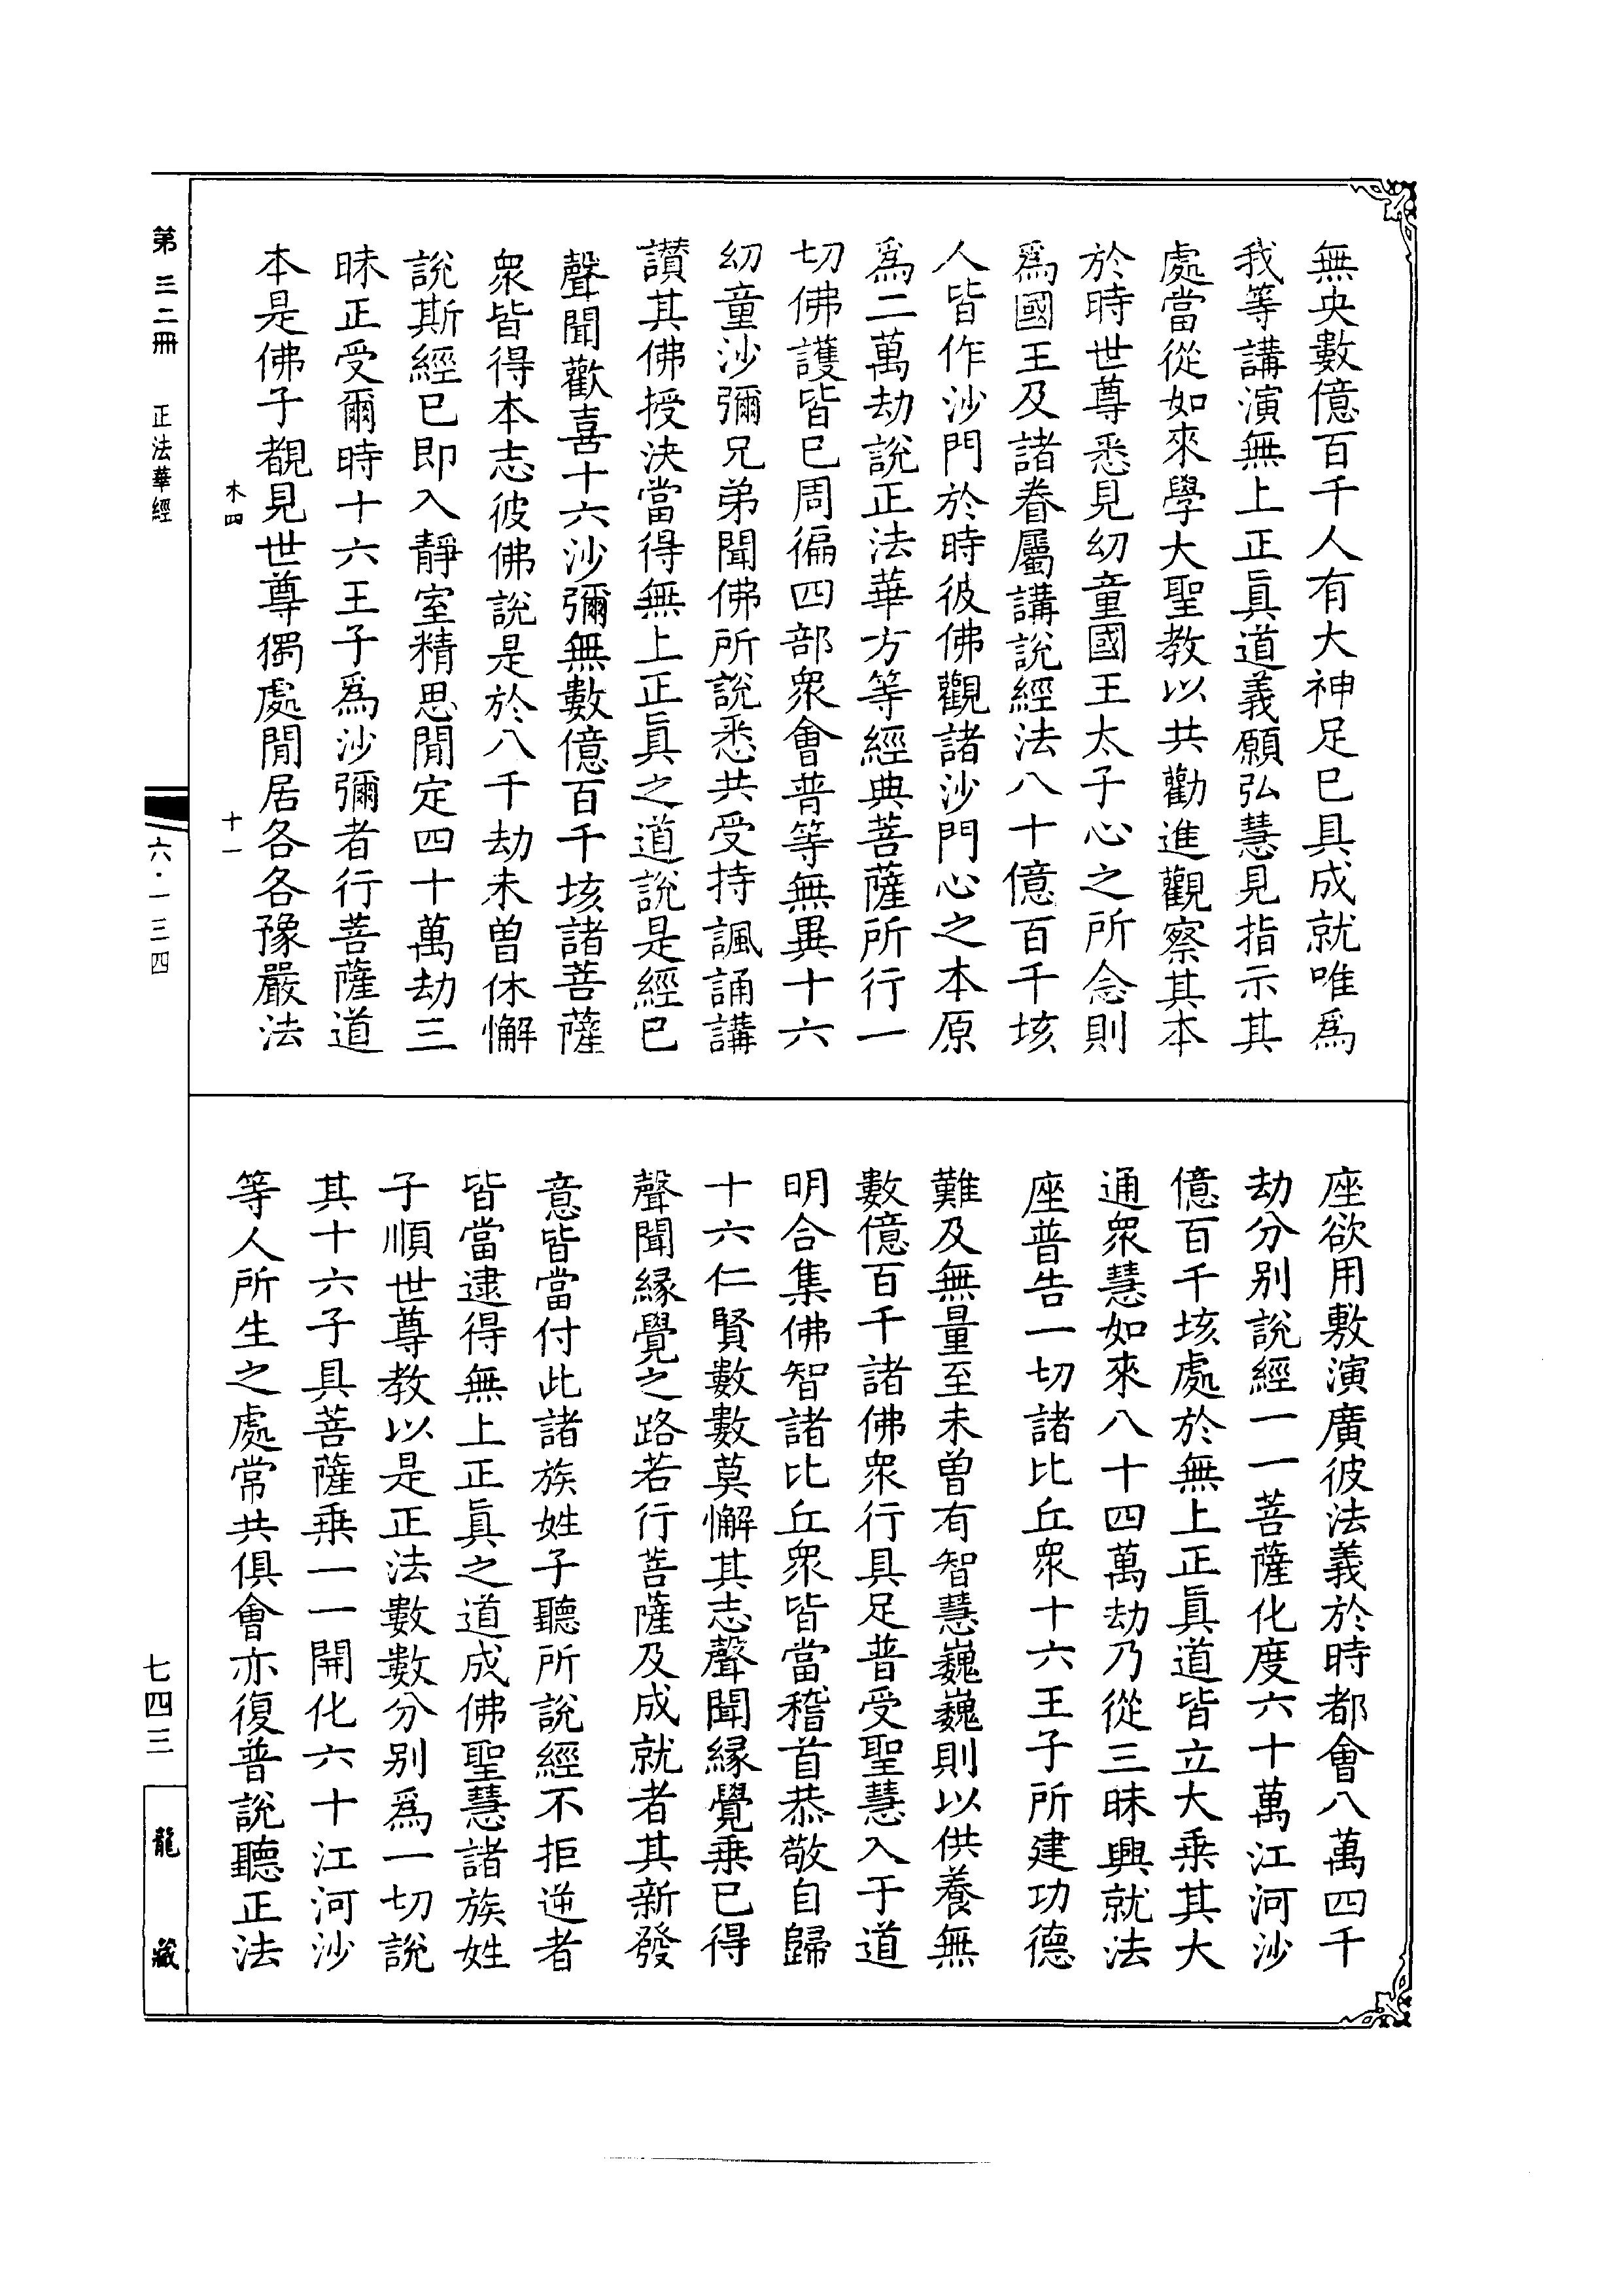 無央數億百千人有大神足已具成就唯爲
我等講演無上正眞道義願弘慧見指示其
處當從如來學大聖教以共勸進觀察其本
於時世尊悉見幼童國王太子心之所念則
爲國王及諸眷屬講說經法八十億百千垓
人皆作沙門於時彼佛觀諸沙門心之本原
爲二萬劫說正法華方等經典菩薩所行一
切佛護皆已周徧四部衆會普等無異十六
幼童沙彌兄弟聞佛所說悉共受持諷誦講
讃其佛授決當得無上正眞之道說是經已
聲聞歡喜十六沙彌無數億百千垓諸菩薩
衆皆得本志彼佛說是於八千劫未曾休懈
說斯經已即入靜室精思閒定四十萬劫三
昧正受爾時十六王子爲沙彌者行菩薩道
本是佛子覩見世尊獨處閒居各各豫嚴法
座欲用敷演廣彼法義於時都會八萬四千
劫分别說經一一菩薩化度六十萬江河沙
億百千垓處於無上正眞道皆立大乗其大
通衆慧如來八十四萬劫乃從三昧興就法
座普告一切諸比丘衆十六王子所建功德
難及無量至未曾有智慧巍巍則以供養無
數億百千諸佛衆行具足普受聖慧入于道
明合集佛智諸比丘衆皆當稽首恭敬自歸
十六仁賢數數莫懈其志聲聞緣覺乗已得
聲聞緣覺之路若行菩薩及成就者其新發
意皆當付此諸族姓子聽所說經不拒逆者
皆當逮得無上正眞之道成佛聖慧諸族姓
子順世尊教以是正法數數分别爲一切說
其十六子具菩薩乗一一開化六十江河沙
等人所生之處常共俱會亦復普說聽正法
木四
十一
第三二冊 正法華經
六·一三四
七四三
龍藏